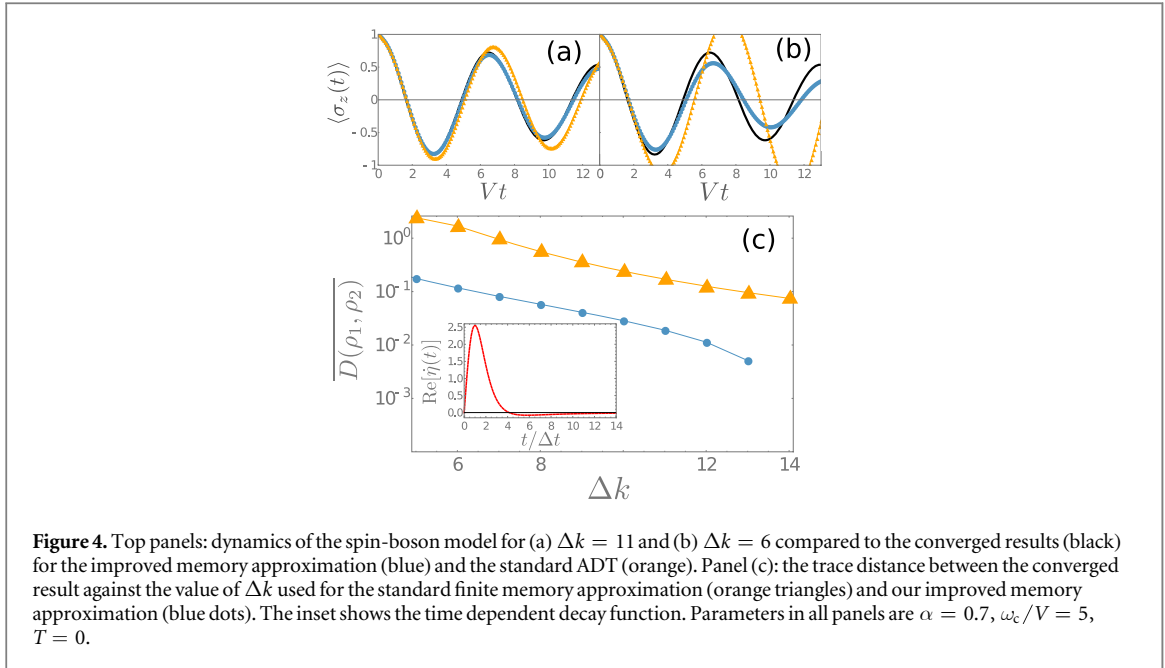 (a)
(b)
⟨σ_z(t)⟩
1
0.5
0
-0.5
-1
0 2 4 6 8 10 12
0 2 4 6 8 10 12
Vt
Vt
(c)
10^0
10^-1
10^-2
10^-3
D(ρ_1, ρ_2)
2.5
2.0
1.5
1.0
0.5
0.0
Re[η̇(t)]
0 2 4 6 8 10 12 14
t/Δt
6 8 10 12 14
Δk
Figure 4. Top panels: dynamics of the spin-boson model for (a) Δk = 11 and (b) Δk = 6 compared to the converged results (black)
for the improved memory approximation (blue) and the standard ADT (orange). Panel (c): the trace distance between the converged
result against the value of Δk used for the standard finite memory approximation (orange triangles) and our improved memory
approximation (blue dots). The inset shows the time dependent decay function. Parameters in all panels are α = 0.7, ω_c/V = 5,
T = 0.